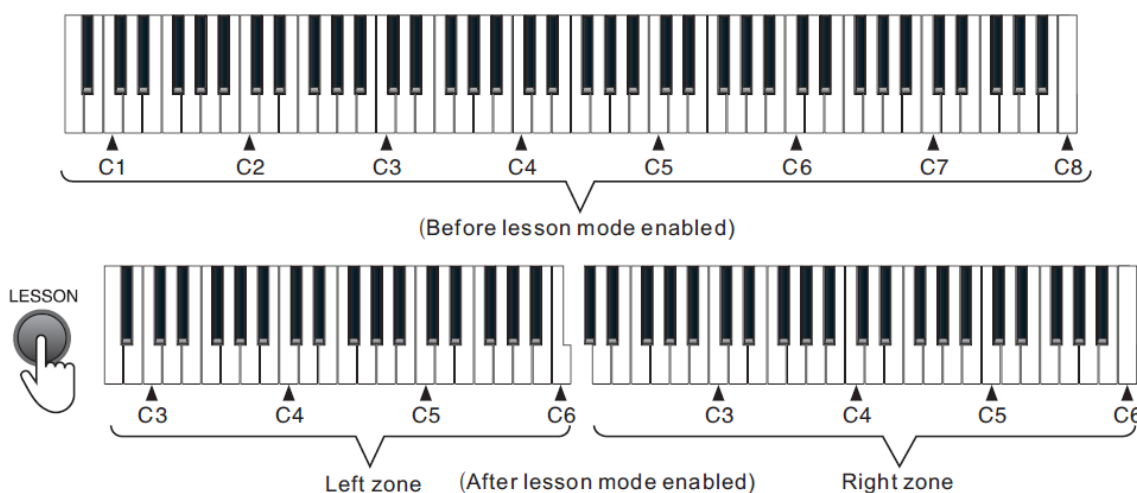 C1 C2 C3 C4 C5 C6 C7 C8
(Before lesson mode enabled)
LESSON
C3 C4 C5 C6 C3 C4 C5 C6
Left zone (After lesson mode enabled) Right zone